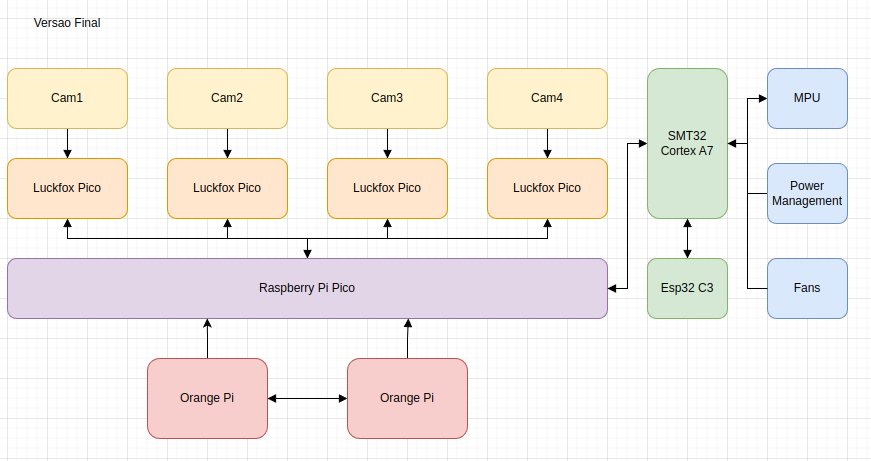 Versao Final
Cam1
Cam2
Cam3
Cam4
Luckfox Pico
Luckfox Pico
Luckfox Pico
Luckfox Pico
Raspberry Pi Pico
Orange Pi
Orange Pi
SMT32
Cortex A7
Esp32 C3
MPU
Power
Management
Fans